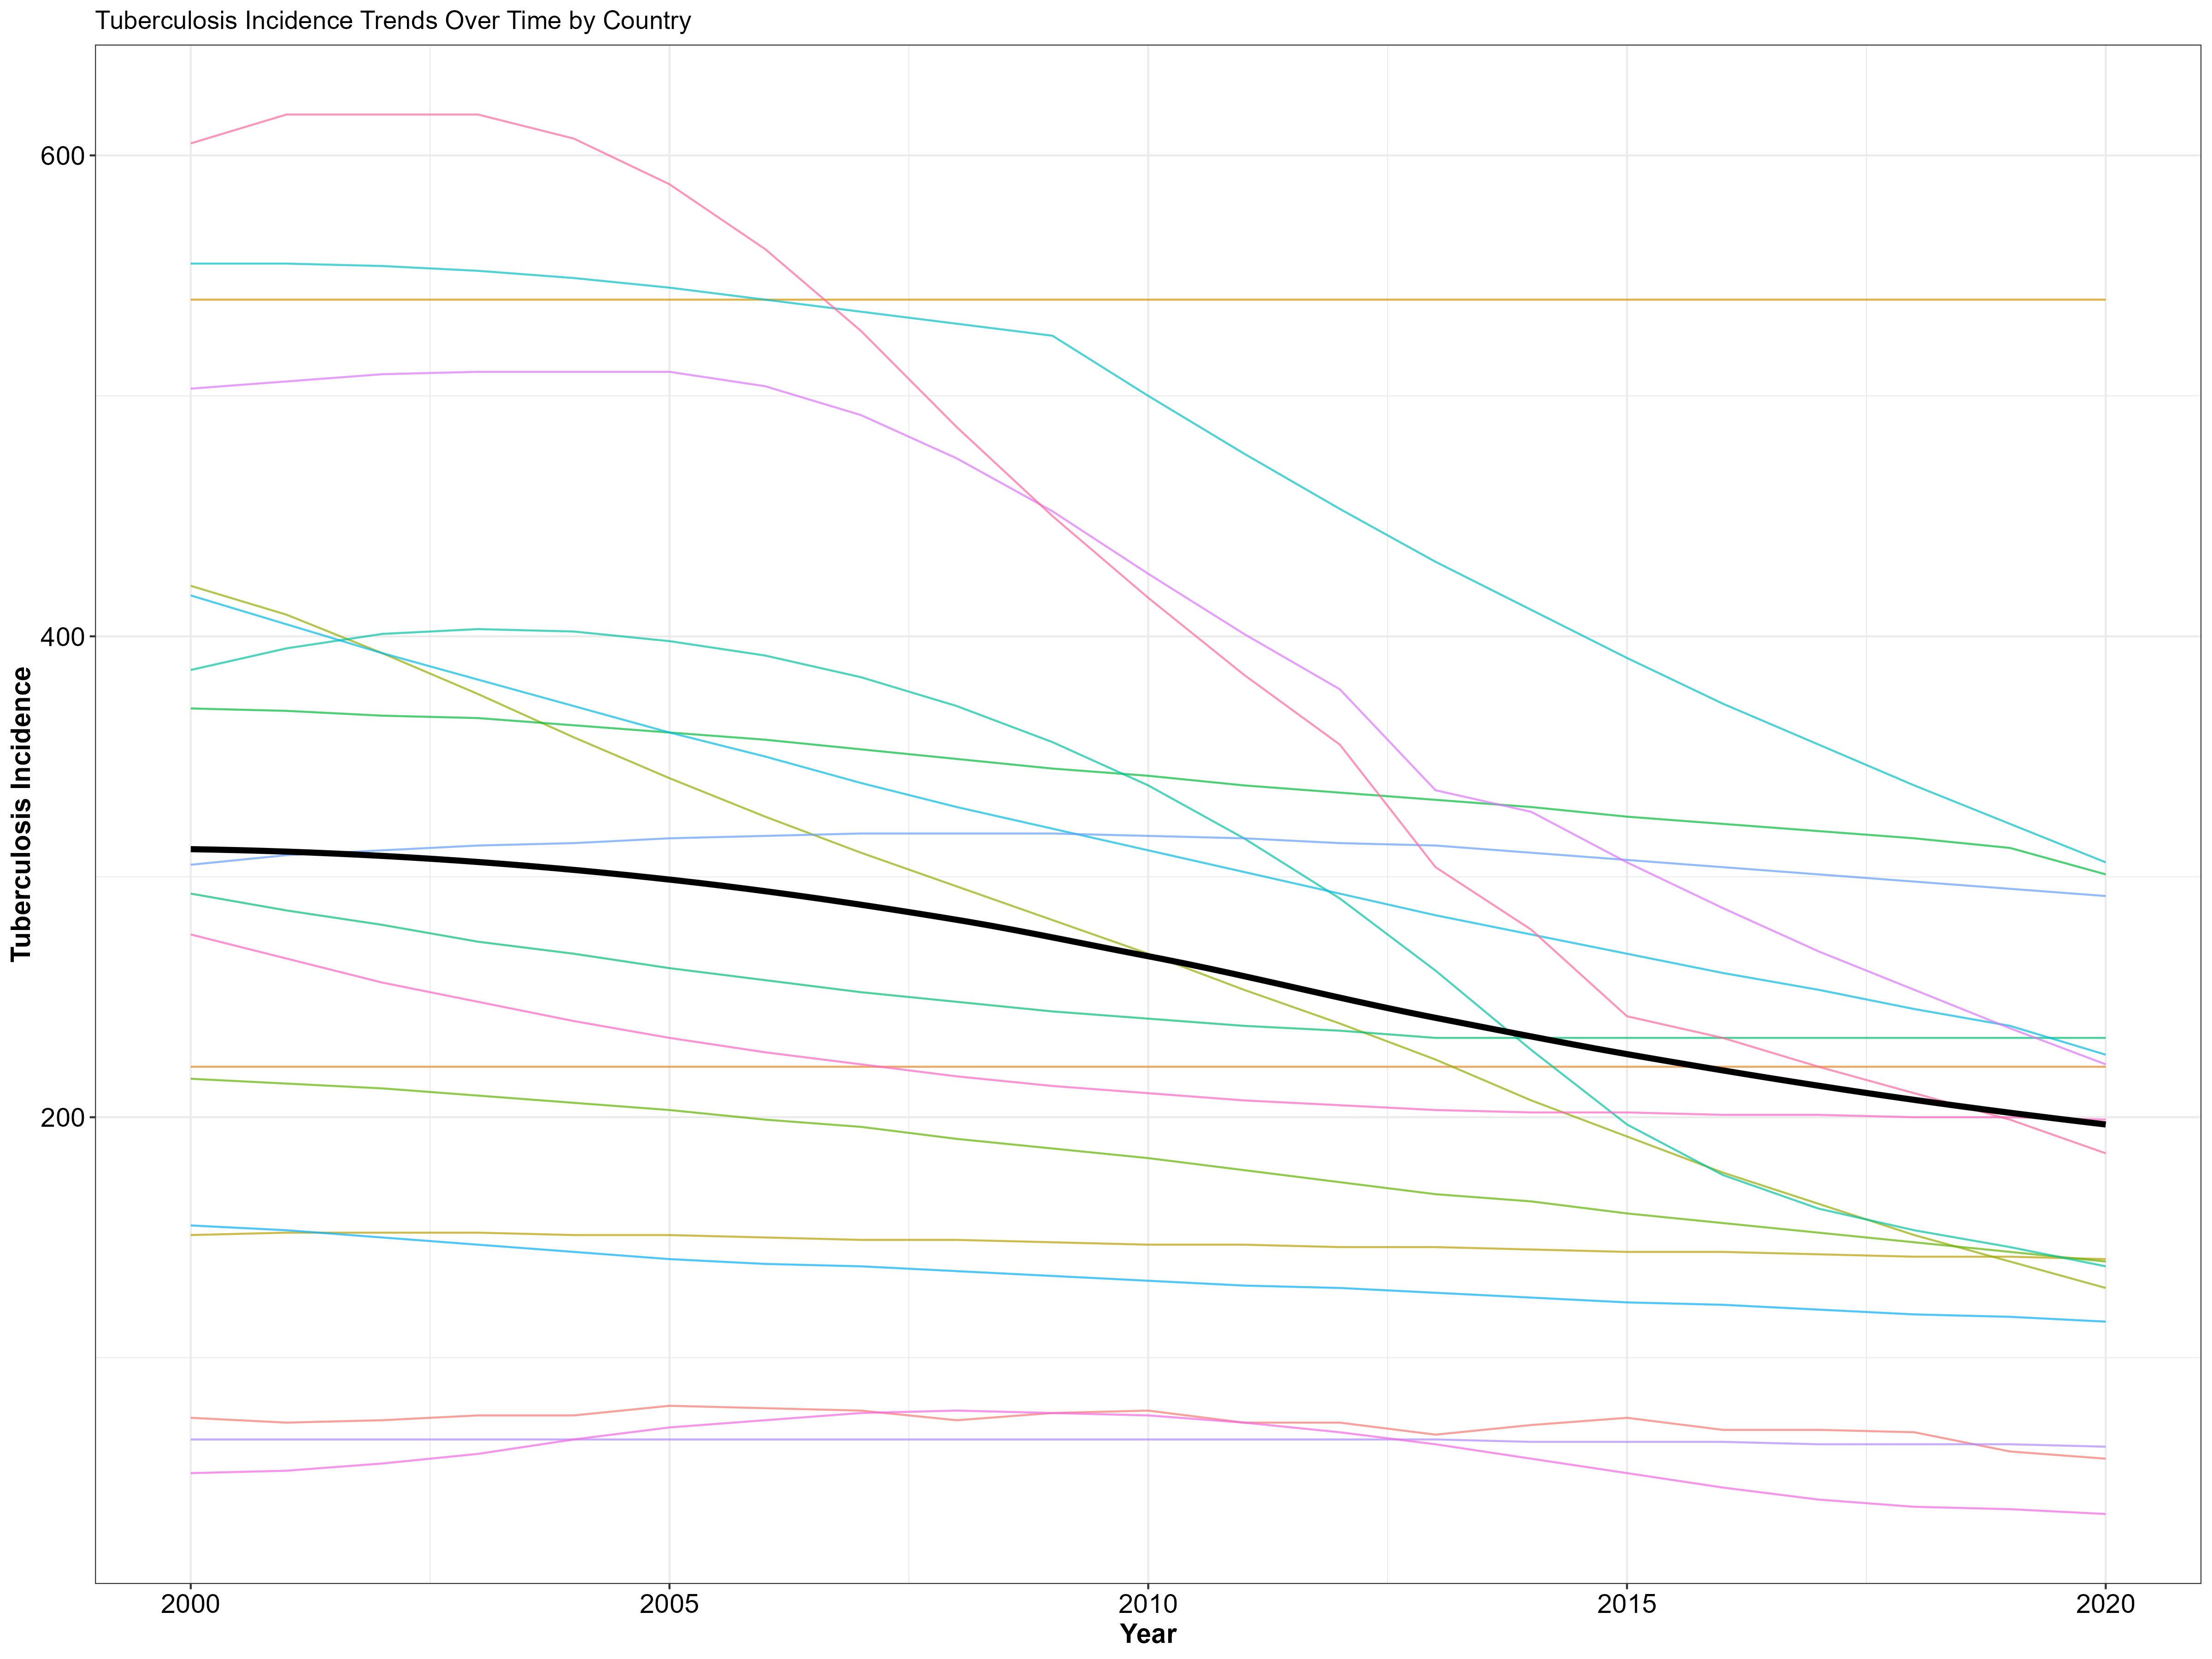 Tuberculosis Incidence Trends Over Time by Country
600
400
200
Tuberculosis Incidence
2000 2005 2010 2015 2020
Year